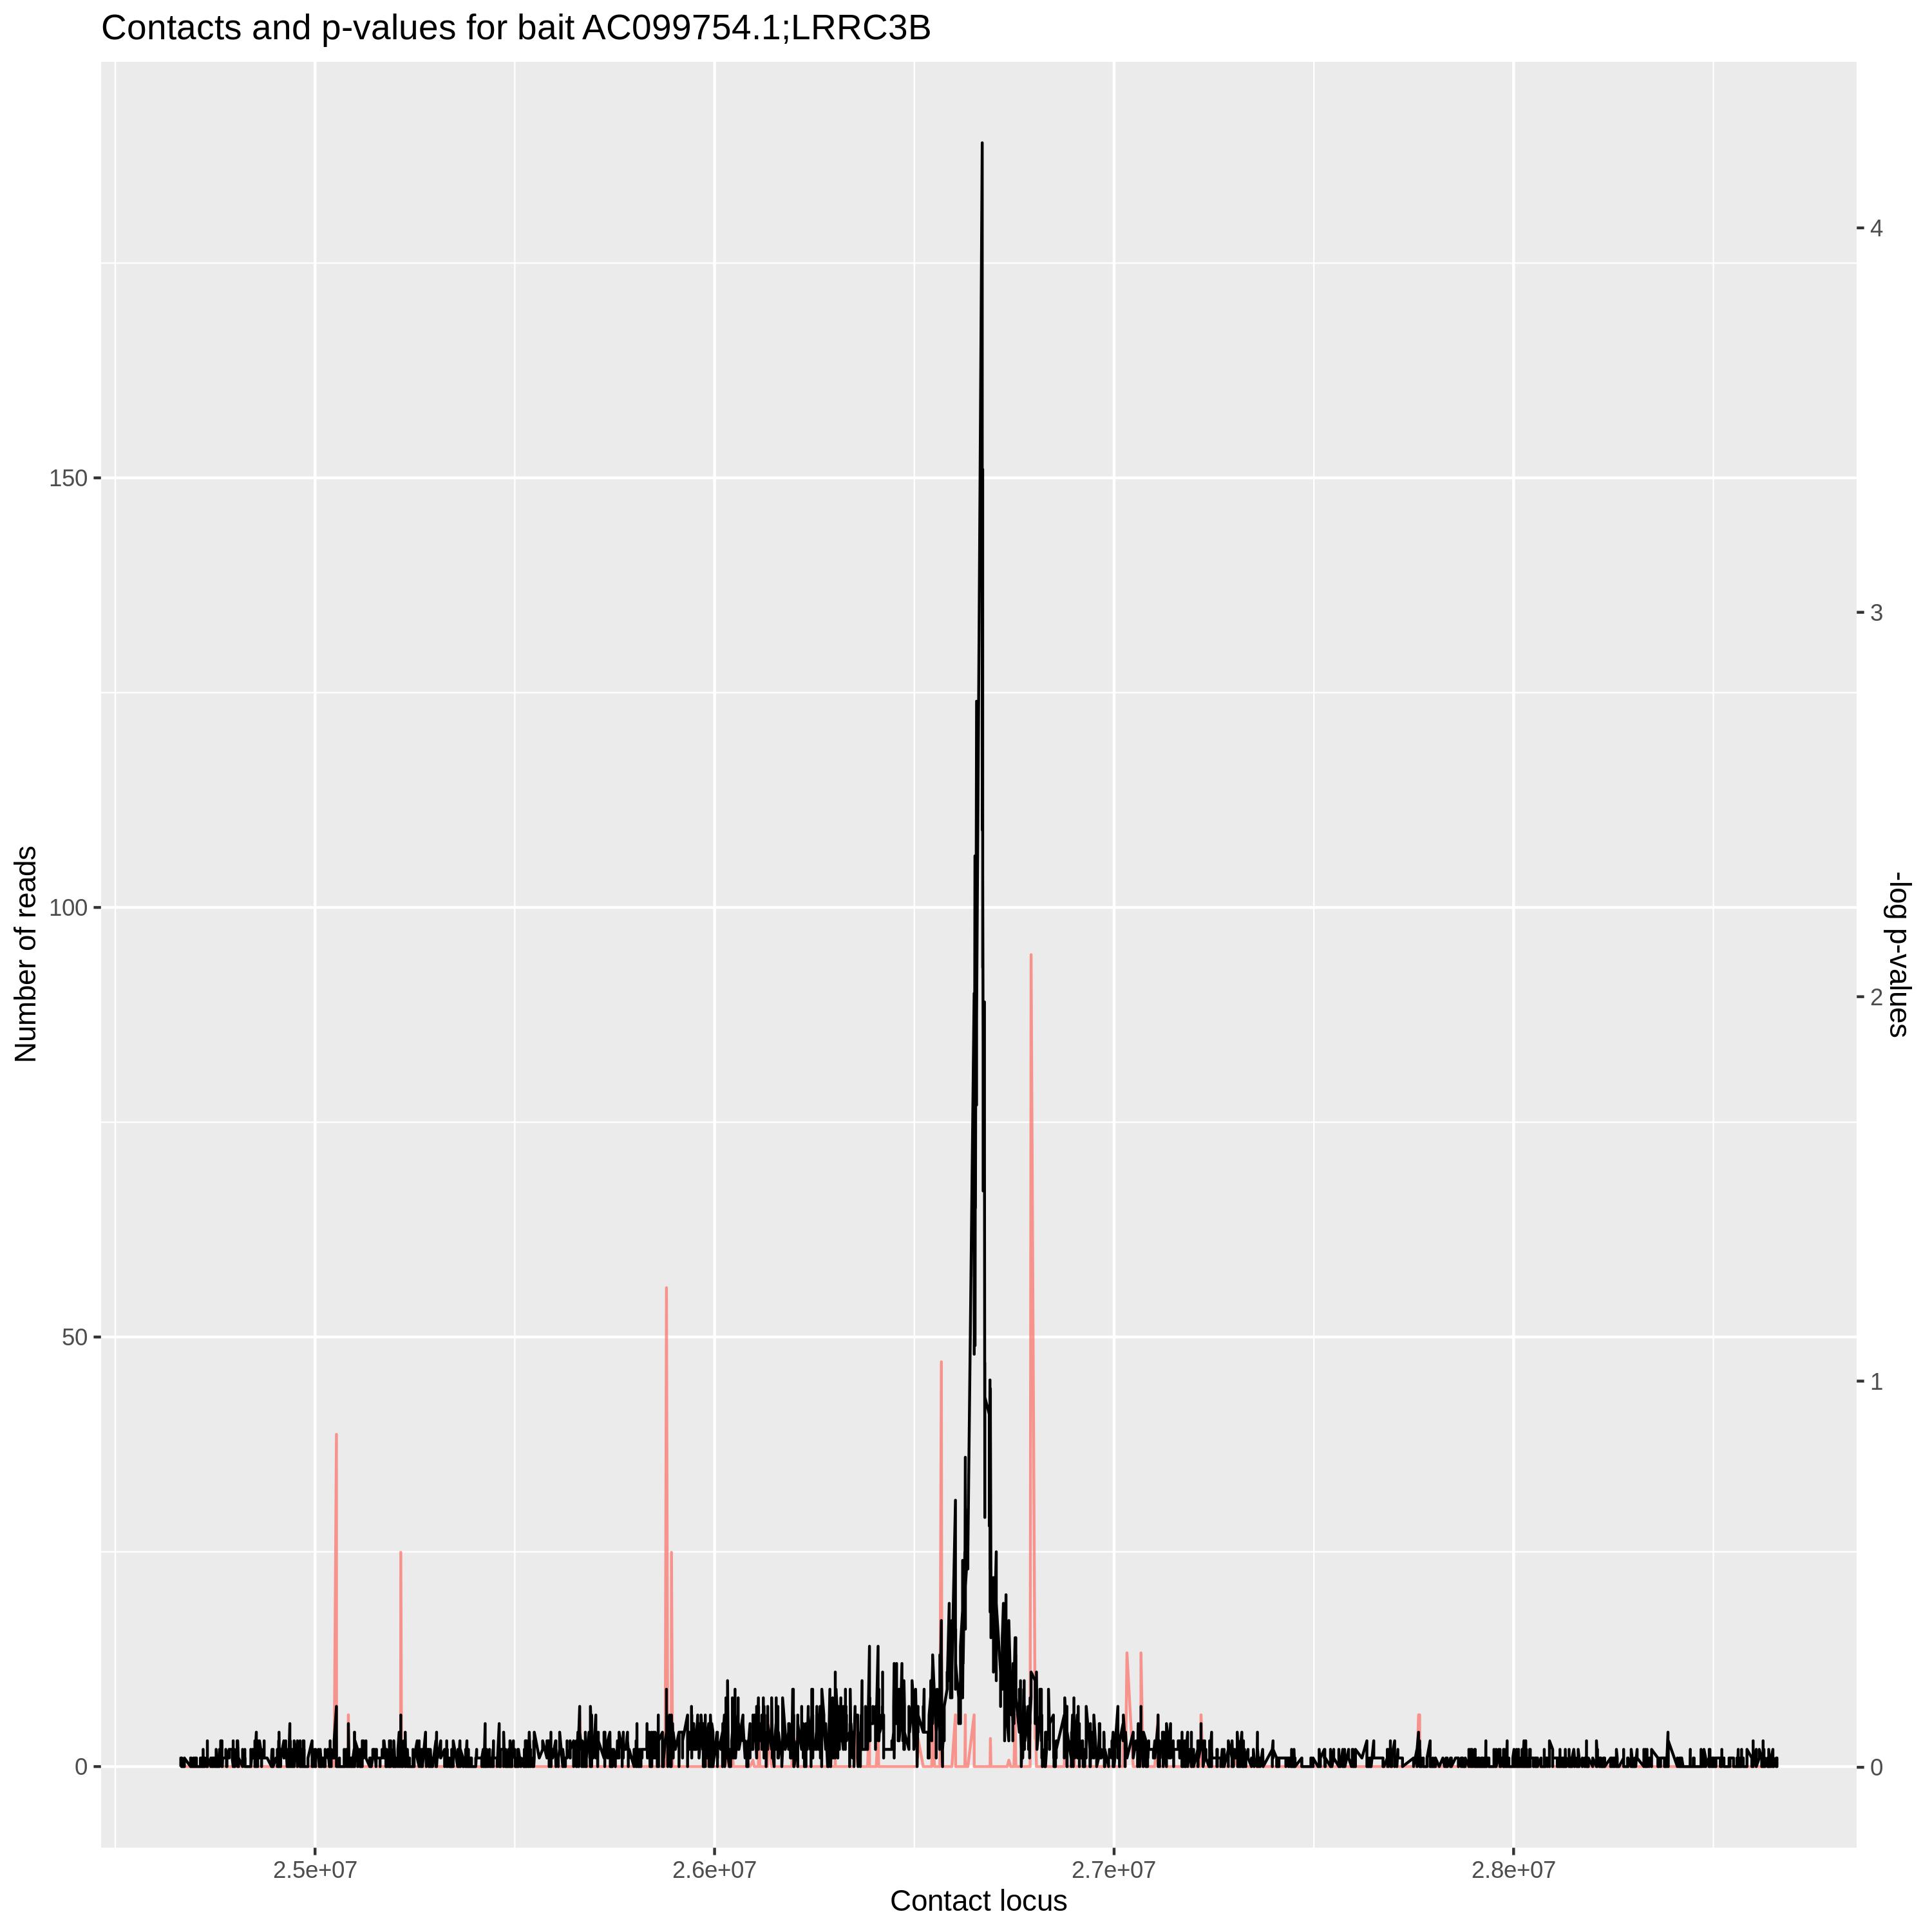 Contacts and p-values for bait AC099754.1;LRRC3B
Number of reads
150
100
50
0
4
3
2
1
0
-log p-values
2.5e+07
2.6e+07
2.7e+07
2.8e+07
Contact locus